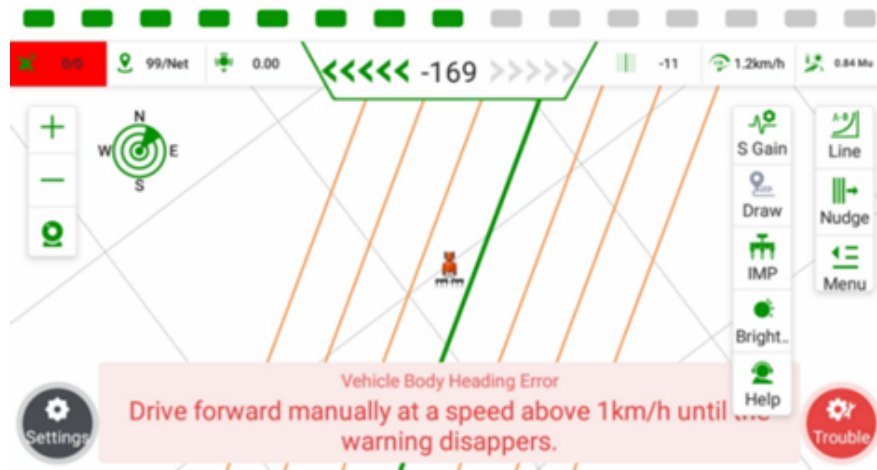 0/0
99/Net
0.00
-169
-11
1.2km/h
0.84 Mu
N
W E
S
S Gain
Draw
IMP
Bright..
Help
Line
Nudge
Menu
Vehicle Body Heading Error
Drive forward manually at a speed above 1km/h until the
warning disappers.
Settings
Trouble